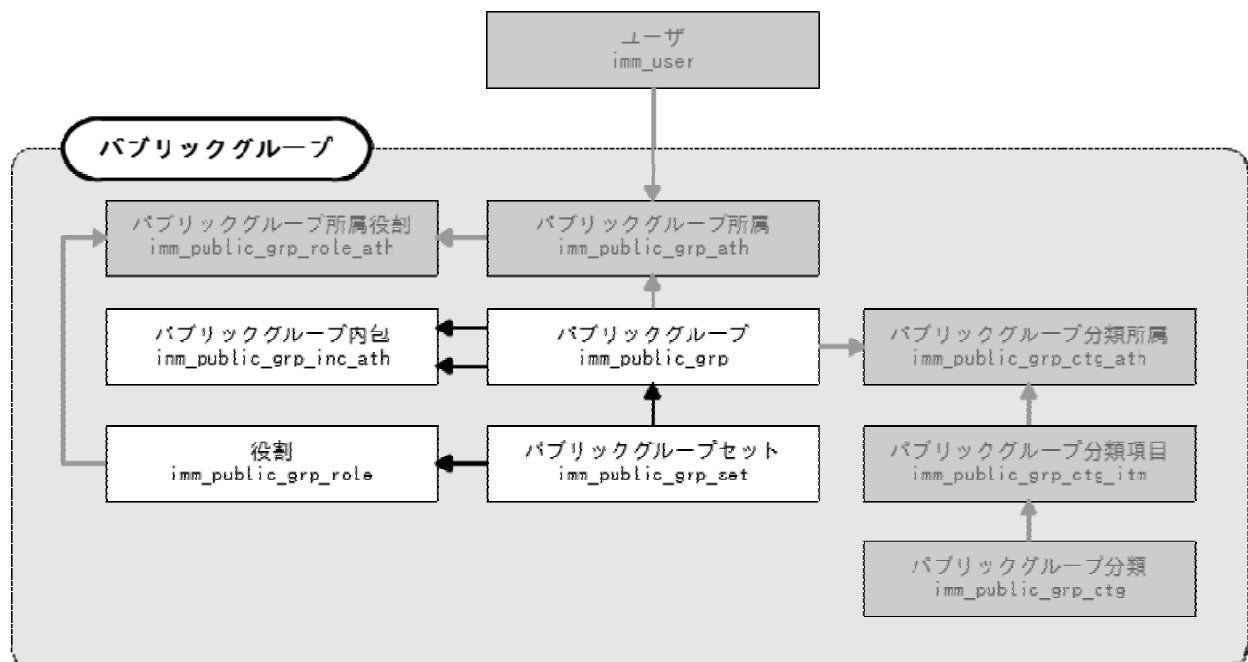 ユーザ
imm_user
パブリックグループ
パブリックグループ所属役割
imm_public_grp_role_ath
パブリックグループ所属
imm_public_grp_ath
パブリックグループ内包
imm_public_grp_inc_ath
パブリックグループ
imm_public_grp
パブリックグループ分類所属
imm_public_grp_ctg_ath
役割
imm_public_grp_role
パブリックグループセット
imm_public_grp_set
パブリックグループ分類項目
imm_public_grp_ctg_itm
パブリックグループ分類
imm_public_grp_ctg